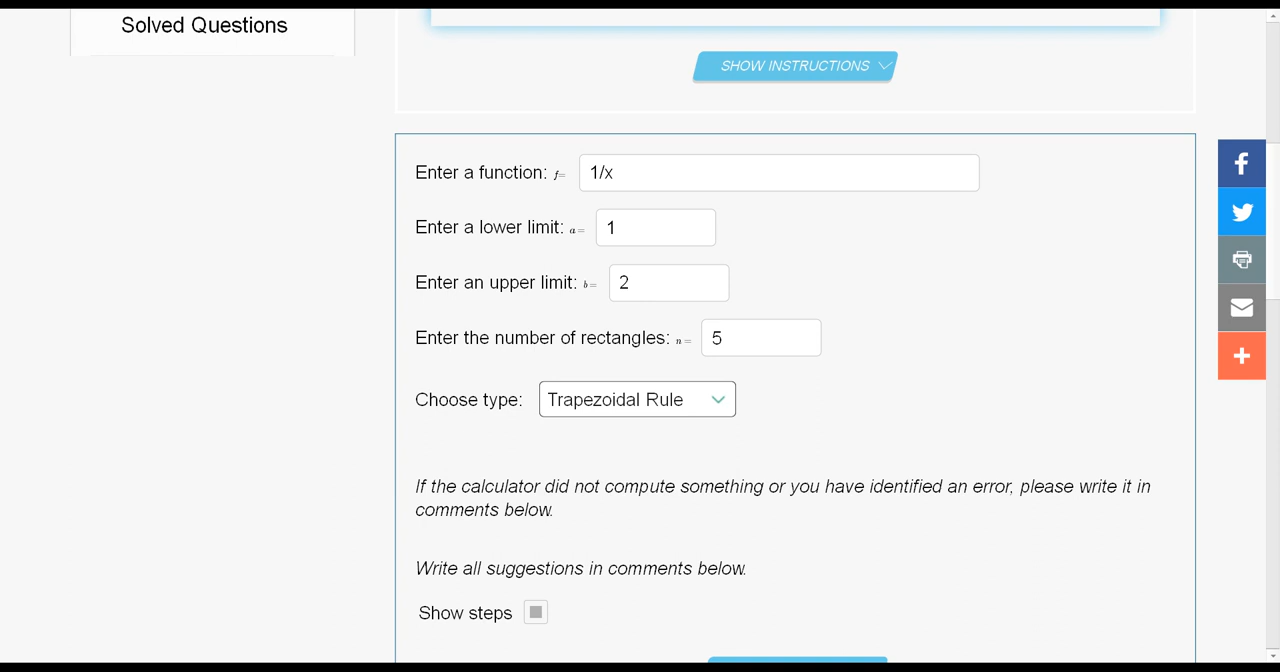 Solved Questions
SHOW INSTRUCTIONS
Enter a function: f= 1/x
Enter a lower limit: a= 1
Enter an upper limit: b= 2
Enter the number of rectangles: n= 5
Choose type: Trapezoidal Rule
If the calculator did not compute something or you have identified an error, please write it in
comments below.
Write all suggestions in comments below.
Show steps